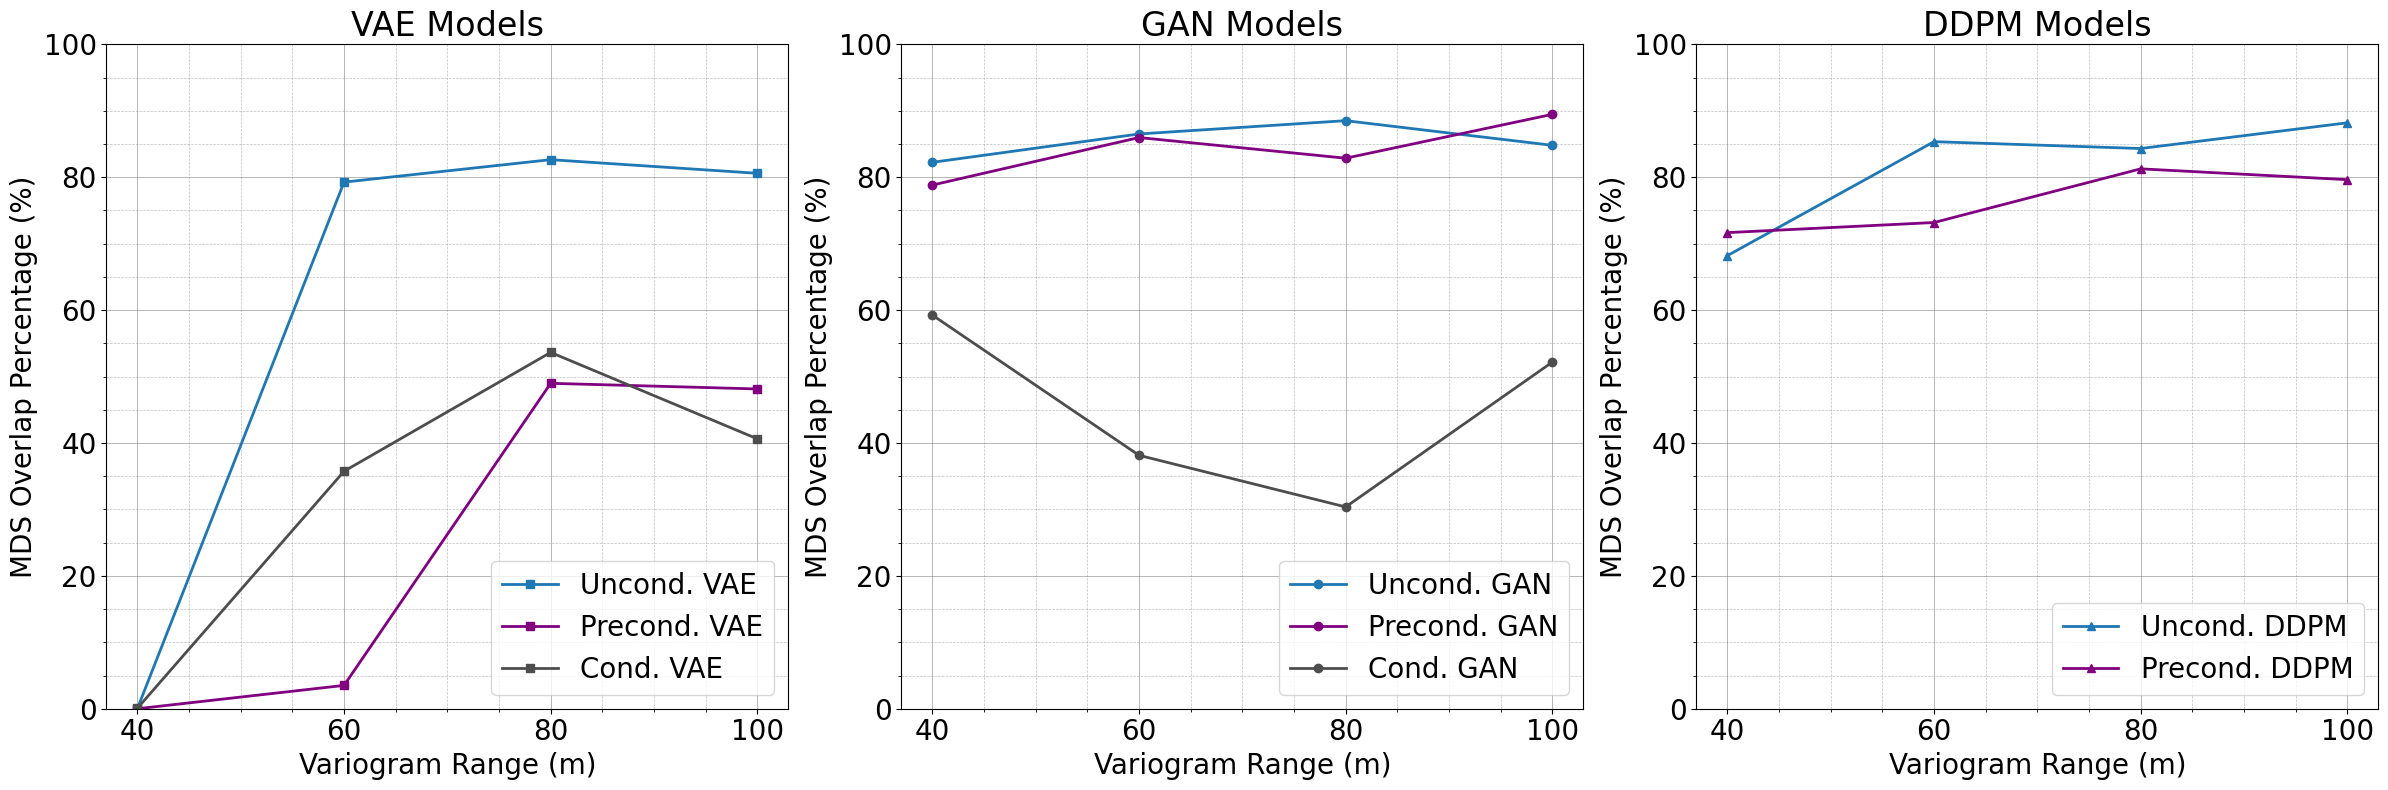 VAE Models
MDS Overlap Percentage (%)
100
80
60
40
20
0
40 60 80 100
Variogram Range (m)
Uncond. VAE
Precond. VAE
Cond. VAE
GAN Models
MDS Overlap Percentage (%)
100
80
60
40
20
0
40 60 80 100
Variogram Range (m)
Uncond. GAN
Precond. GAN
Cond. GAN
DDPM Models
MDS Overlap Percentage (%)
100
80
60
40
20
0
40 60 80 100
Variogram Range (m)
Uncond. DDPM
Precond. DDPM